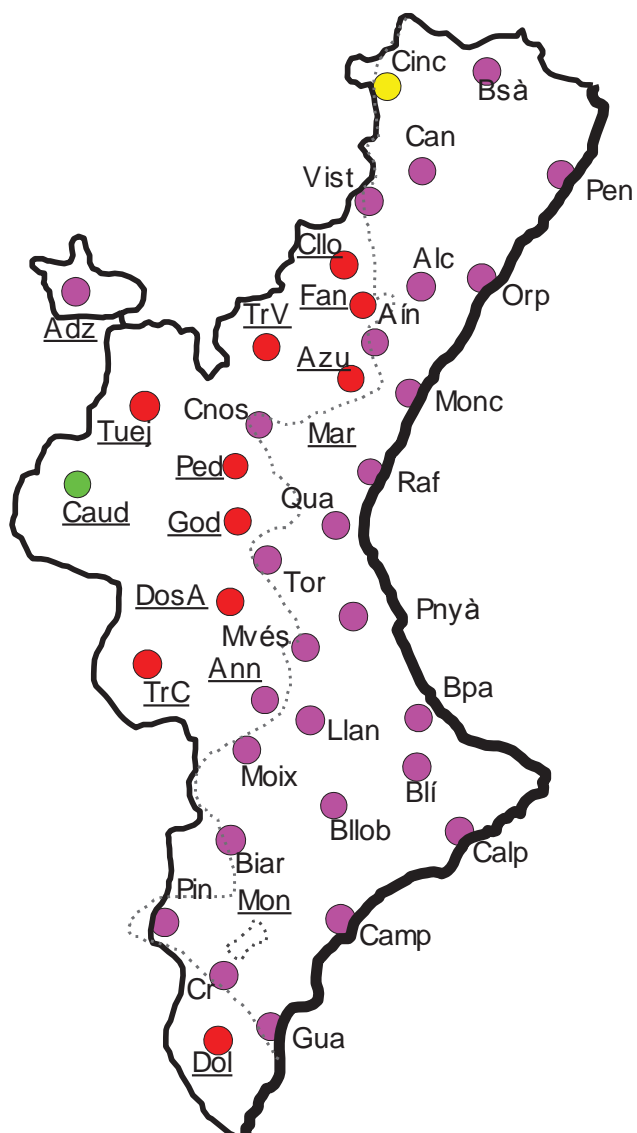 Cinc
Bsà
Can
Vist
Pen
Cllo
Alc
Orp
Fan
Adz
TrV
Aín
Azu
Monc
Cnos
Tuej
Mar
Ped
Raf
Qua
Caud
God
Tor
DosA
Pnyà
Mvés
Ann
TrC
Bpa
Llan
Moix
Blí
Bllob
Calp
Biar
Pin
Mon
Camp
Cr
Gua
Dol